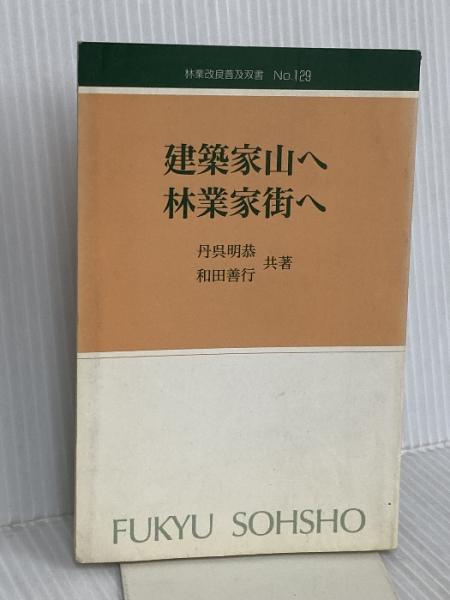 林業改良普及双書 No.129
建築家山へ
林業家街へ
丹呉明恭
和田善行
共著
FUKYU SOHSHO